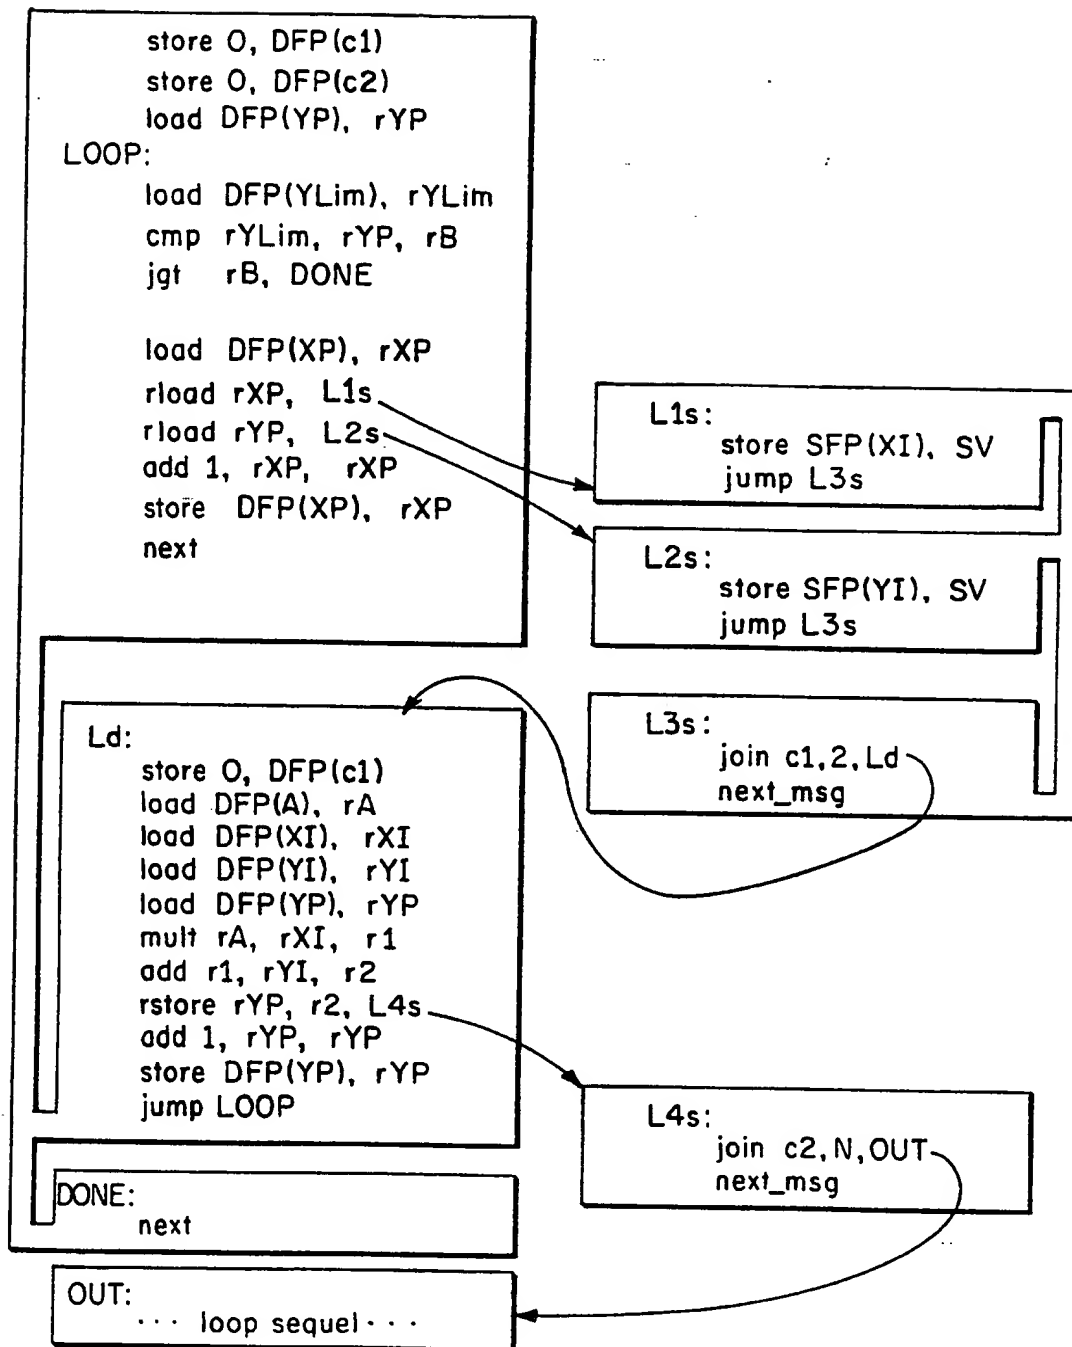 store 0, DFP(c1)
store 0, DFP(c2)
load DFP(YP), rYP
LOOP:
load DFP(YLim), rYLim
cmp rYLim, rYP, rB
jgt rB, DONE
load DFP(XP), rXP
rload rXP, L1s
rload rYP, L2s
add 1, rXP, rXP
store DFP(XP), rXP
next
L1s:
store SFP(XI), SV
jump L3s
L2s:
store SFP(YI), SV
jump L3s
L3s:
join c1,2,Ld
next_msg
Ld:
store 0, DFP(c1)
load DFP(A), rA
load DFP(XI), rXI
load DFP(YI), rYI
load DFP(YP), rYP
mult rA, rXI, r1
add r1, rYI, r2
rstore rYP, r2, L4s
add 1, rYP, rYP
store DFP(YP), rYP
jump LOOP
L4s:
join c2,N,OUT
next_msg
DONE:
next
OUT:
··· loop sequel ···